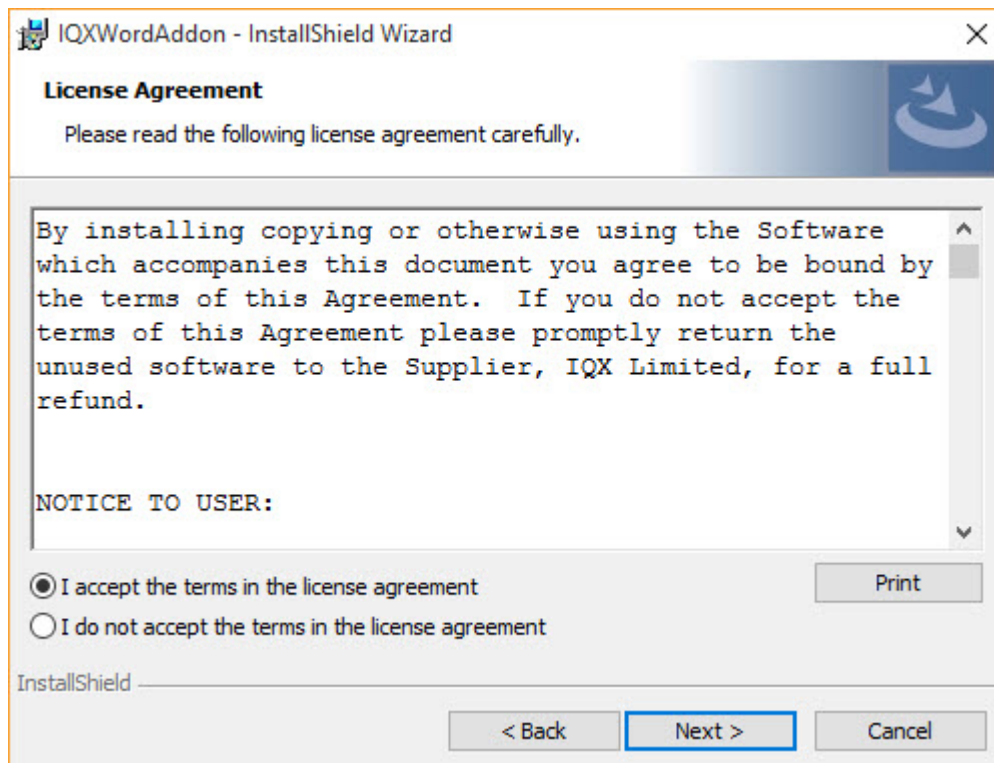 IQXWordAddon - InstallShield Wizard
License Agreement
Please read the following license agreement carefully.
By installing copying or otherwise using the Software
which accompanies this document you agree to be bound by
the terms of this Agreement.  If you do not accept the
terms of this Agreement please promptly return the
unused software to the Supplier, IQX Limited, for a full
refund.
NOTICE TO USER:
I accept the terms in the license agreement
Print
I do not accept the terms in the license agreement
InstallShield
< Back
Next >
Cancel